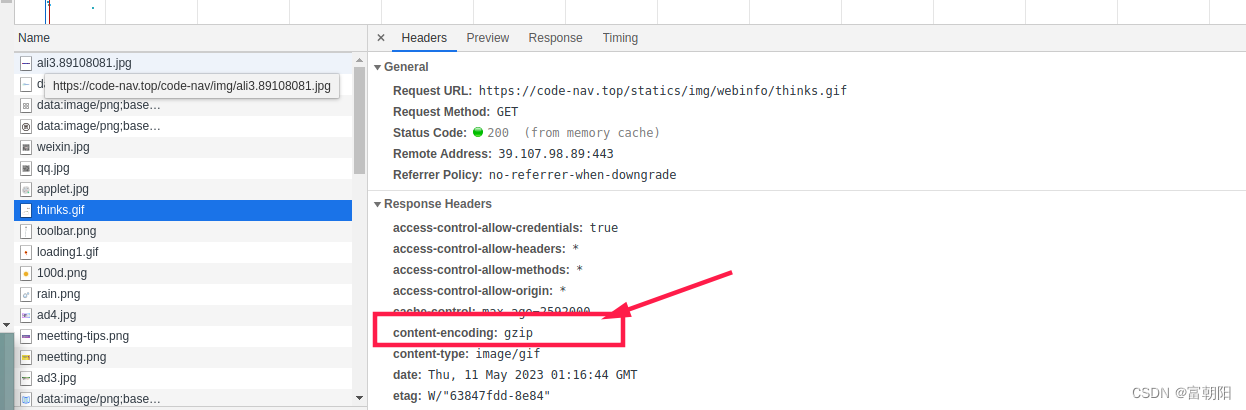 Name
ali3.89108081.jpg
https://code-nav.top/code-nav/img/ali3.89108081.jpg
data:image/png;base…
data:image/png;base…
weixin.jpg
qq.jpg
applet.jpg
thinks.gif
toolbar.png
loading1.gif
100d.png
rain.png
ad4.jpg
meetting-tips.png
meetting.png
ad3.jpg
data:image/png;base…
× Headers Preview Response Timing
General
Request URL: https://code-nav.top/statics/img/webinfo/thinks.gif
Request Method: GET
Status Code: 200 (from memory cache)
Remote Address: 39.107.98.89:443
Referrer Policy: no-referrer-when-downgrade
Response Headers
access-control-allow-credentials: true
access-control-allow-headers: *
access-control-allow-methods: *
access-control-allow-origin: *
cache-control: max-age=2592000
content-encoding: gzip
content-type: image/gif
date: Thu, 11 May 2023 01:16:44 GMT
etag: W/"63847fdd-8e84"
CSDN @富朝阳